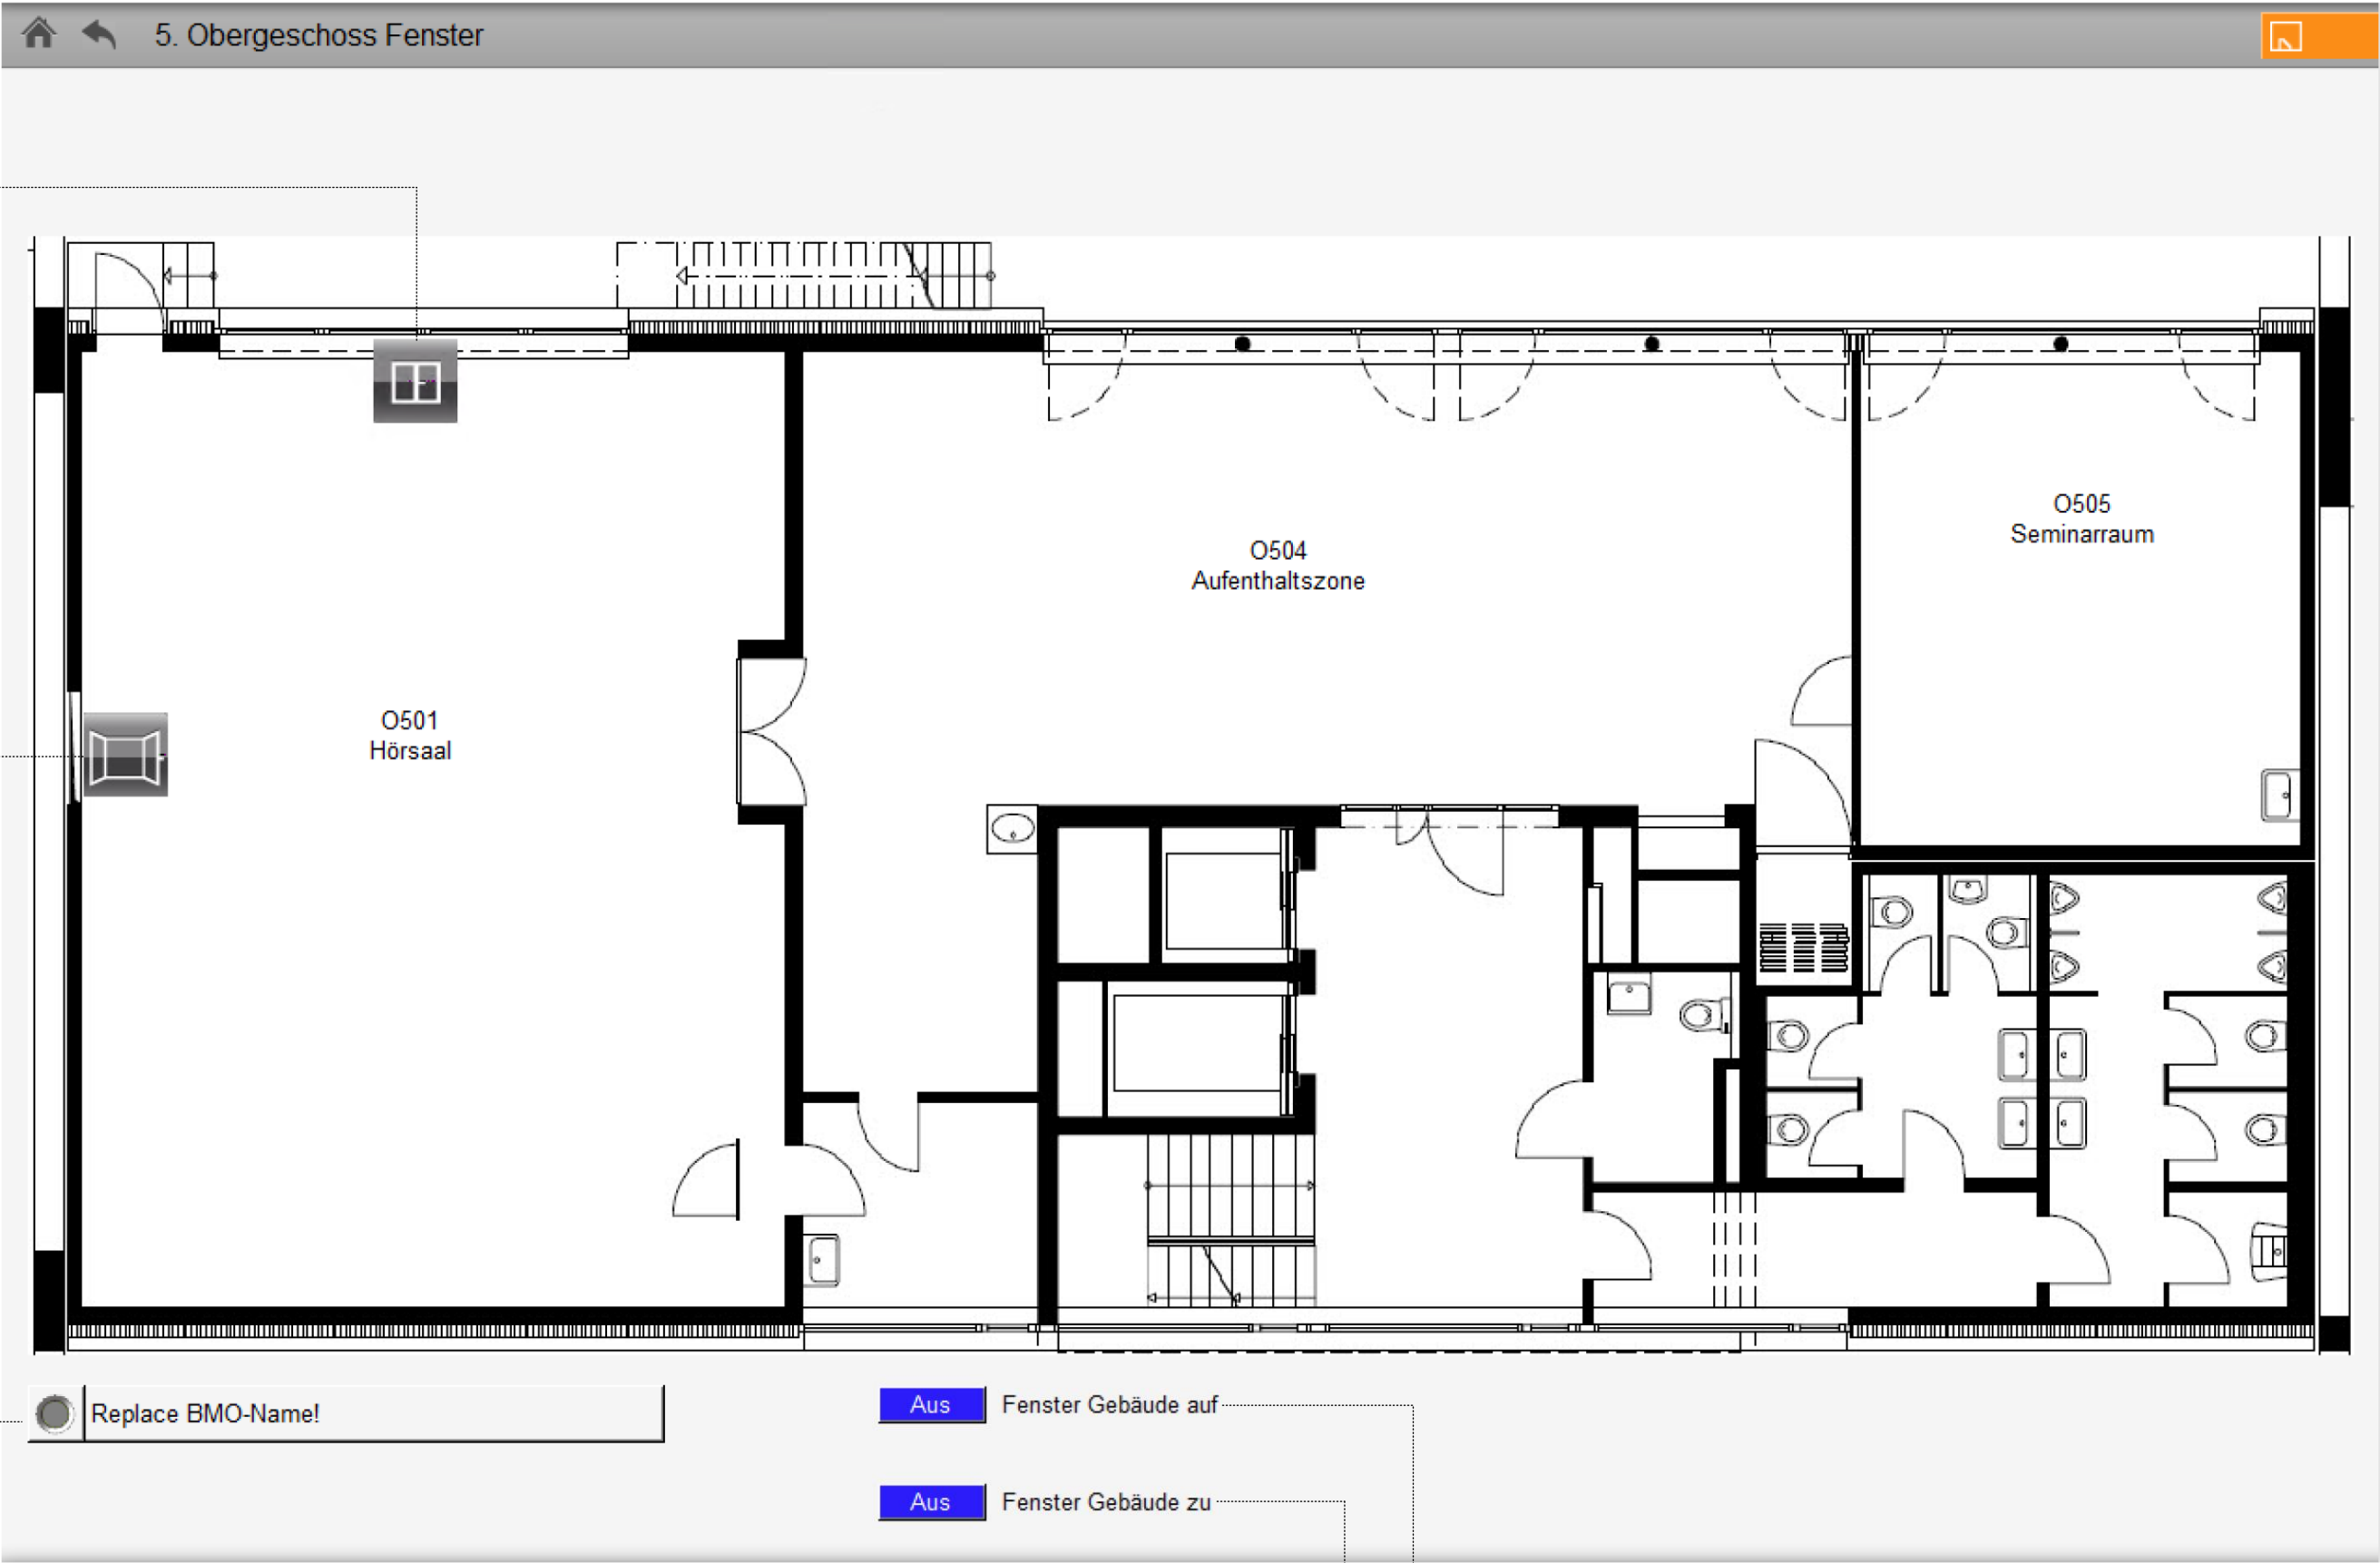 5. Obergeschoss Fenster
O505
Seminarraum
O504
Aufenthaltszone
O501
Hörsaal
Replace BMO-Name!
Aus Fenster Gebäude auf
Aus Fenster Gebäude zu